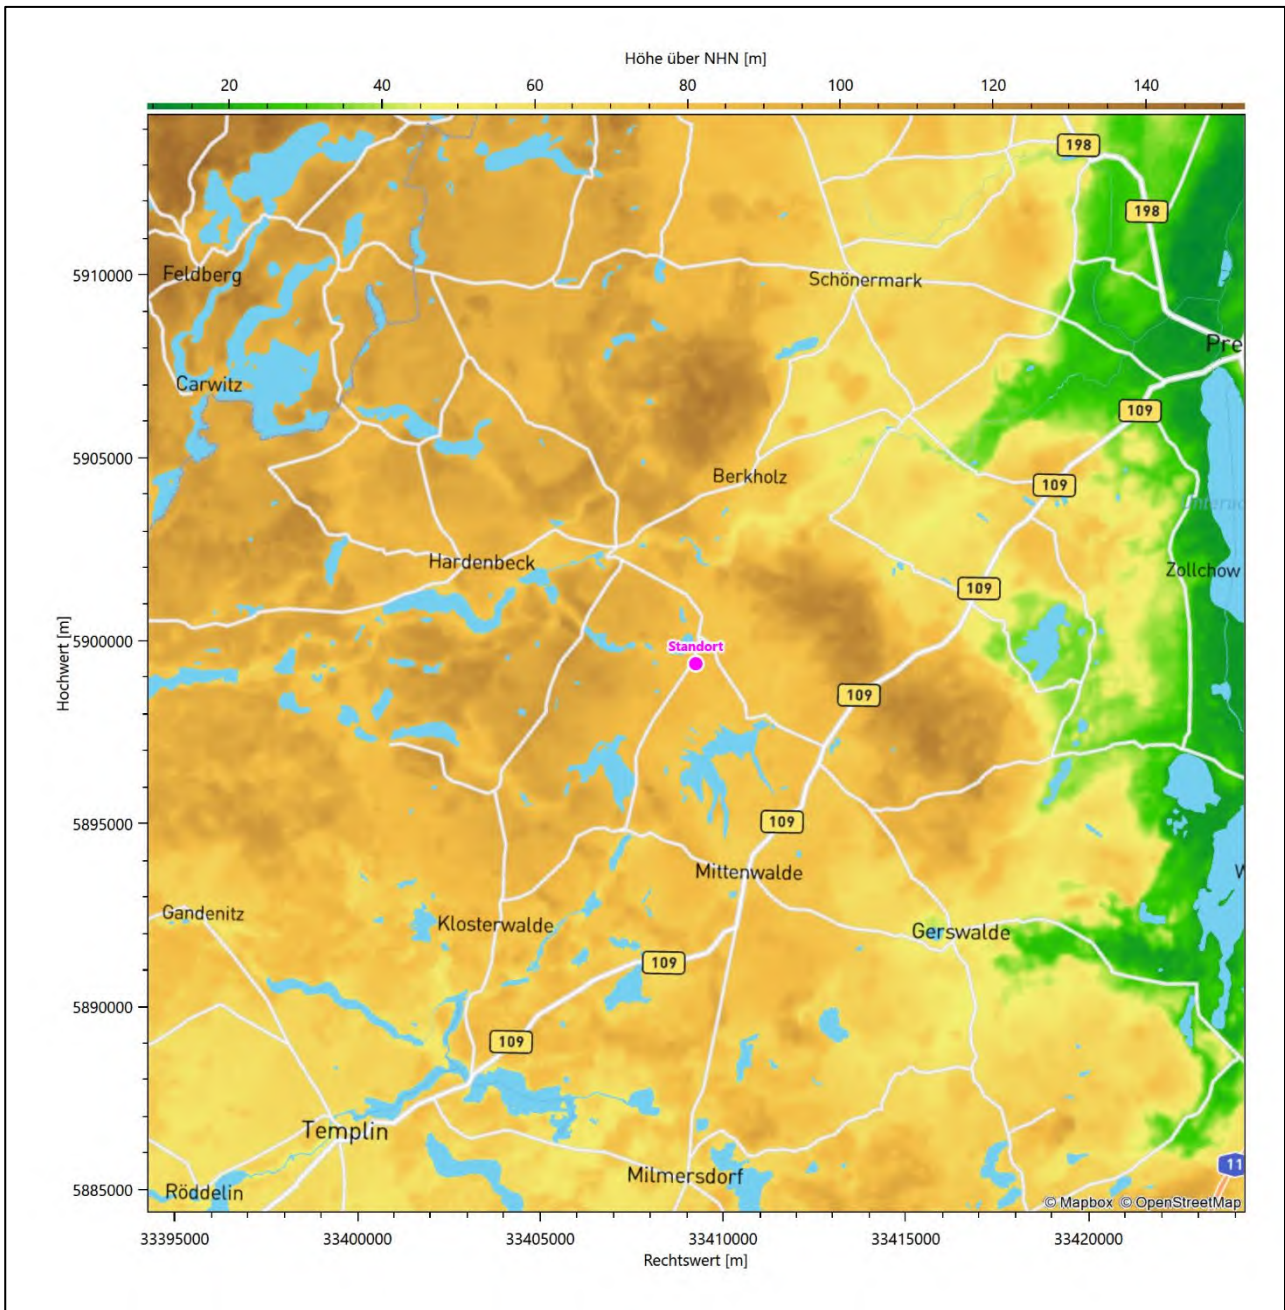 Höhe über NHN [m]
20 40 60 80 100 120 140
198
198
5910000
Feldberg
Schönermark
Pre
Carwitz
109
5905000
Berkholz
109
Hardenbeck
Zollchow
109
5900000
Standort
Hochwert [m]
109
5895000
109
Mittenwalde
Gandenitz
Klosterwalde
Gerswalde
109
5890000
109
Templin
Milmersdorf
11
5885000
Röddelin
© Mapbox © OpenStreetMap
33395000 33400000 33405000 33410000 33415000 33420000
Rechtswert [m]